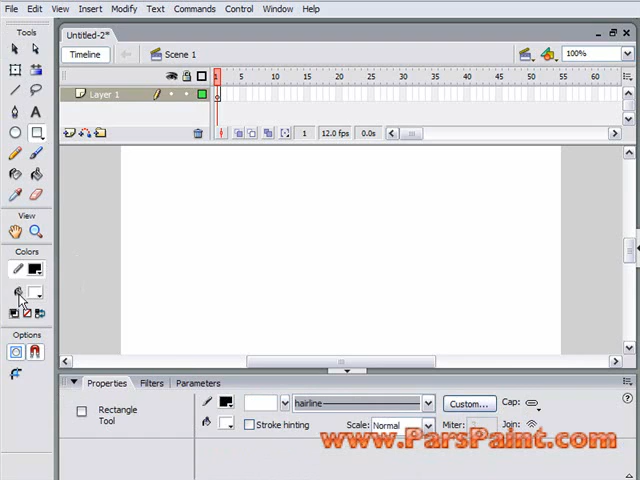 File Edit View Insert Modify Text Commands Control Window Help
Tools
Untitled-2*
Timeline Scene 1 100%
1 5 10 15 20 25 30 35 40 45 50 55 60
Layer 1
1 12.0 fps 0.0s
View
Colors
Options
Properties Filters Parameters
Rectangle
Tool
hairline Custom... Cap:
Stroke hinting Scale: Normal Miter: Join:
www.ParsPaint.com